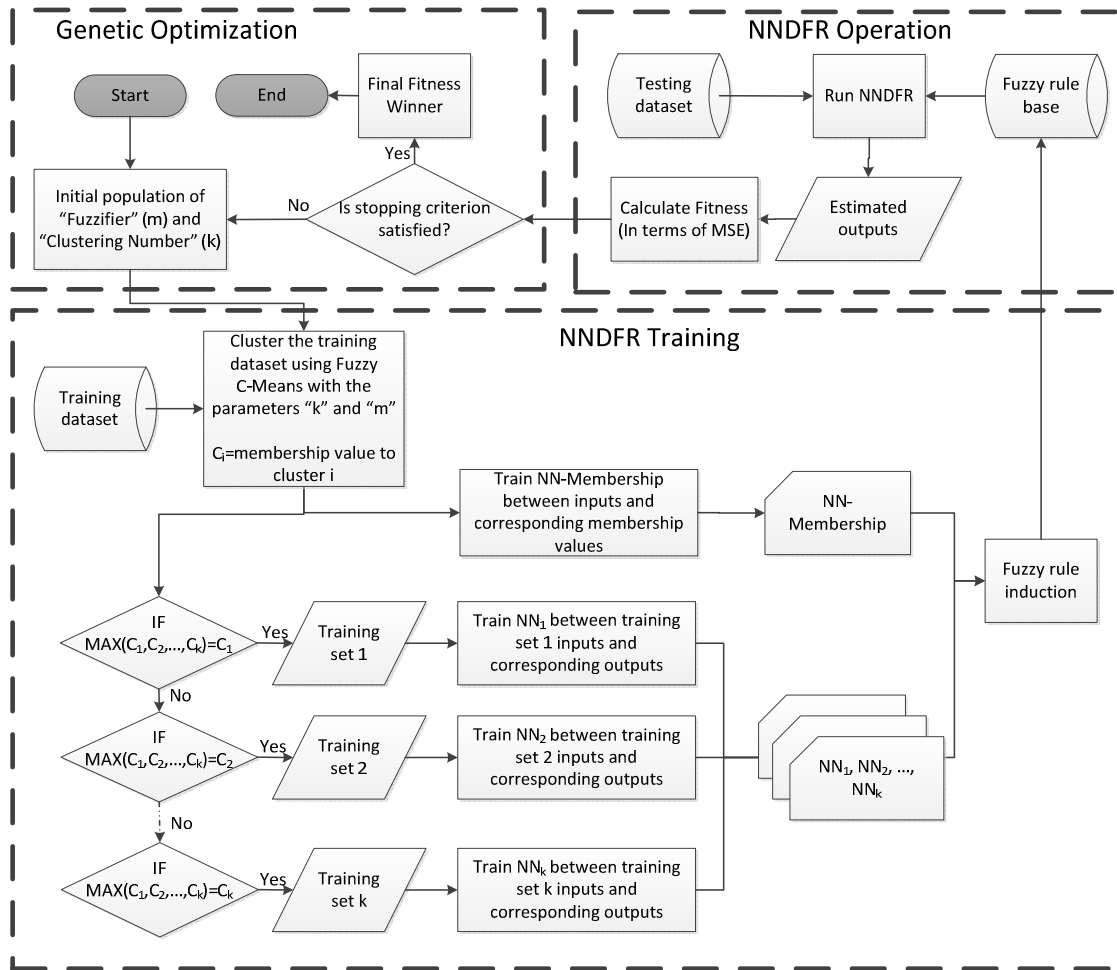 Genetic Optimization
NNDFR Operation
Start
End
Final Fitness
Winner
Yes
Initial population of
“Fuzzifier” (m) and
“Clustering Number” (k)
No
Is stopping criterion
satisfied?
Testing
dataset
Run NNDFR
Fuzzy rule
base
Calculate Fitness
(In terms of MSE)
Estimated
outputs
NNDFR Training
Training
dataset
Cluster the training
dataset using Fuzzy
C-Means with the
parameters “k” and “m”
Cᵢ=membership value to
cluster i
Train NN-Membership
between inputs and
corresponding membership
values
NN-
Membership
Fuzzy rule
induction
IF
MAX(C₁,C₂,...,Cₖ)=C₁
Yes
Training
set 1
Train NN₁ between training
set 1 inputs and
corresponding outputs
No
IF
MAX(C₁,C₂,...,Cₖ)=C₂
Yes
Training
set 2
Train NN₂ between training
set 2 inputs and
corresponding outputs
NN₁, NN₂, ...,
NNₖ
No
IF
MAX(C₁,C₂,...,Cₖ)=Cₖ
Yes
Training
set k
Train NNₖ between training
set k inputs and
corresponding outputs